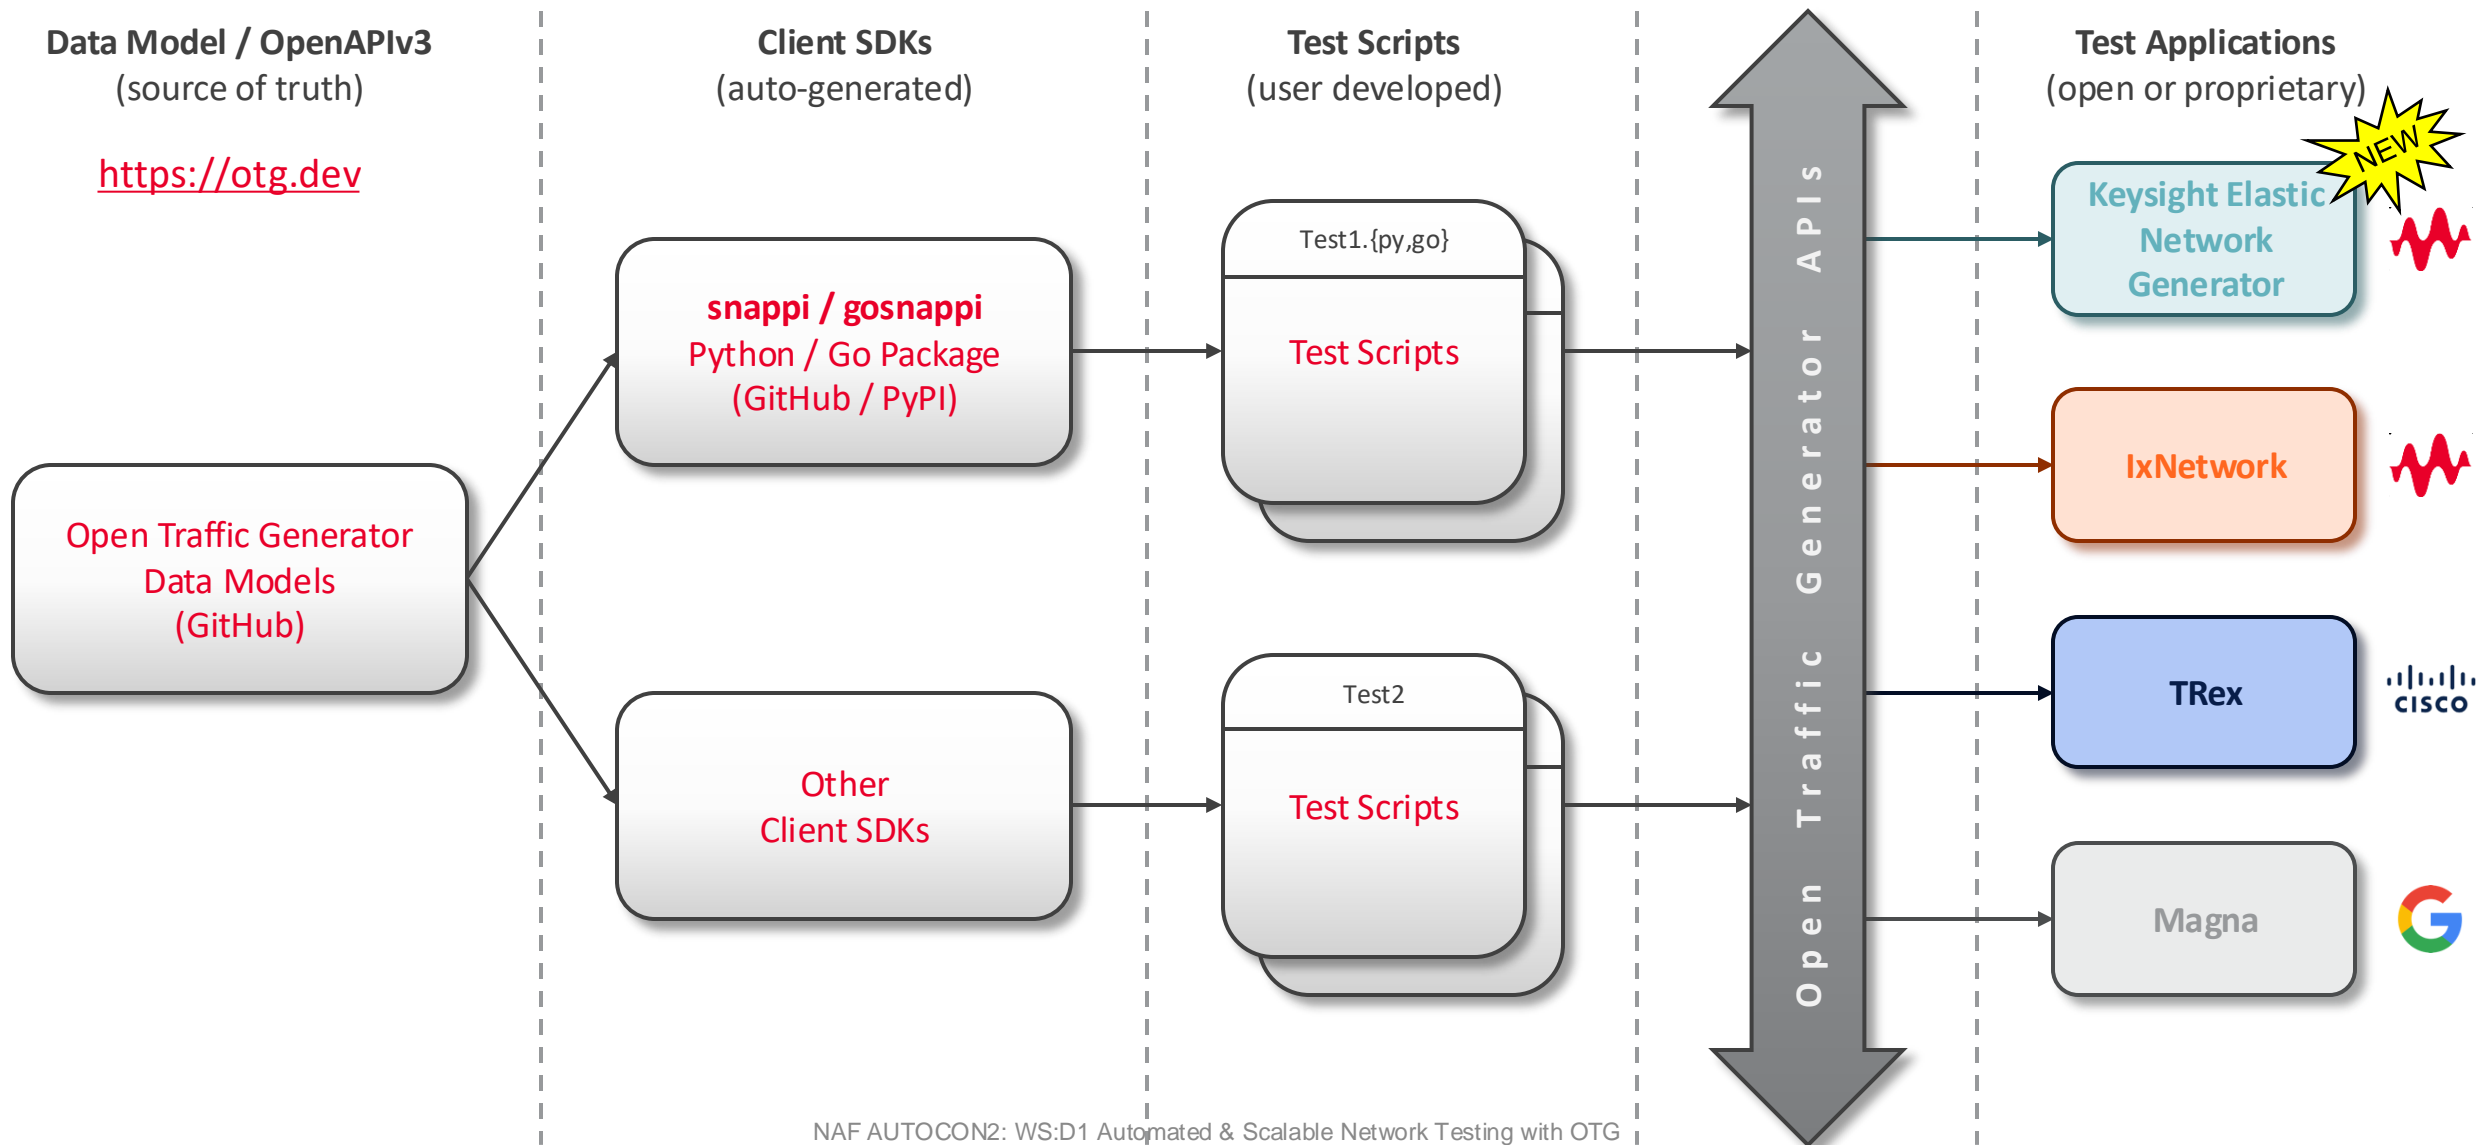 Data Model / OpenAPIv3
(source of truth)
https://otg.dev
Open Traffic Generator
Data Models
(GitHub)
Client SDKs
(auto-generated)
snappi / gosnappi
Python / Go Package
(GitHub / PyPI)
Other
Client SDKs
Test Scripts
(user developed)
Test1.{py,go}
Test Scripts
Test2
Test Scripts
Open Traffic Generator APIs
Test Applications
(open or proprietary)
NEW
Keysight Elastic
Network
Generator
IxNetwork
TRex
CISCO
Magna
G
NAF AUTOCON2: WS:D1 Automated & Scalable Network Testing with OTG